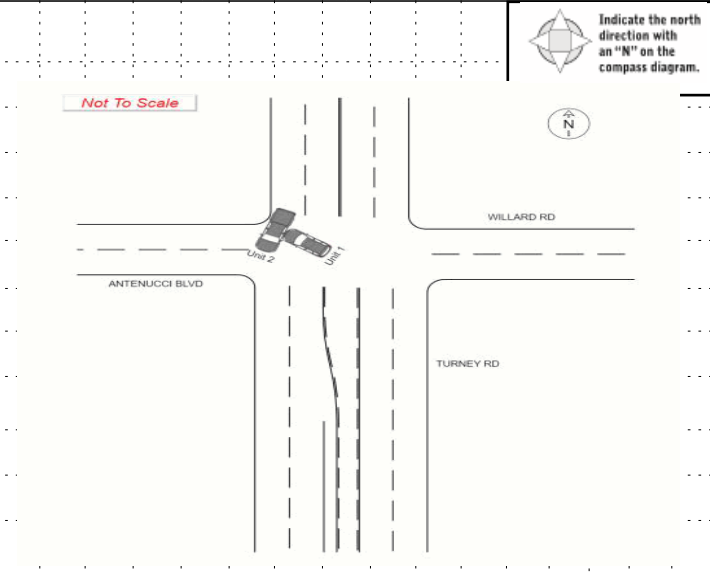 Indicate the north
direction with
an “N” on the
compass diagram.
Not To Scale
N
WILLARD RD
Unit 2
Unit 1
ANTENUCCI BLVD
TURNEY RD